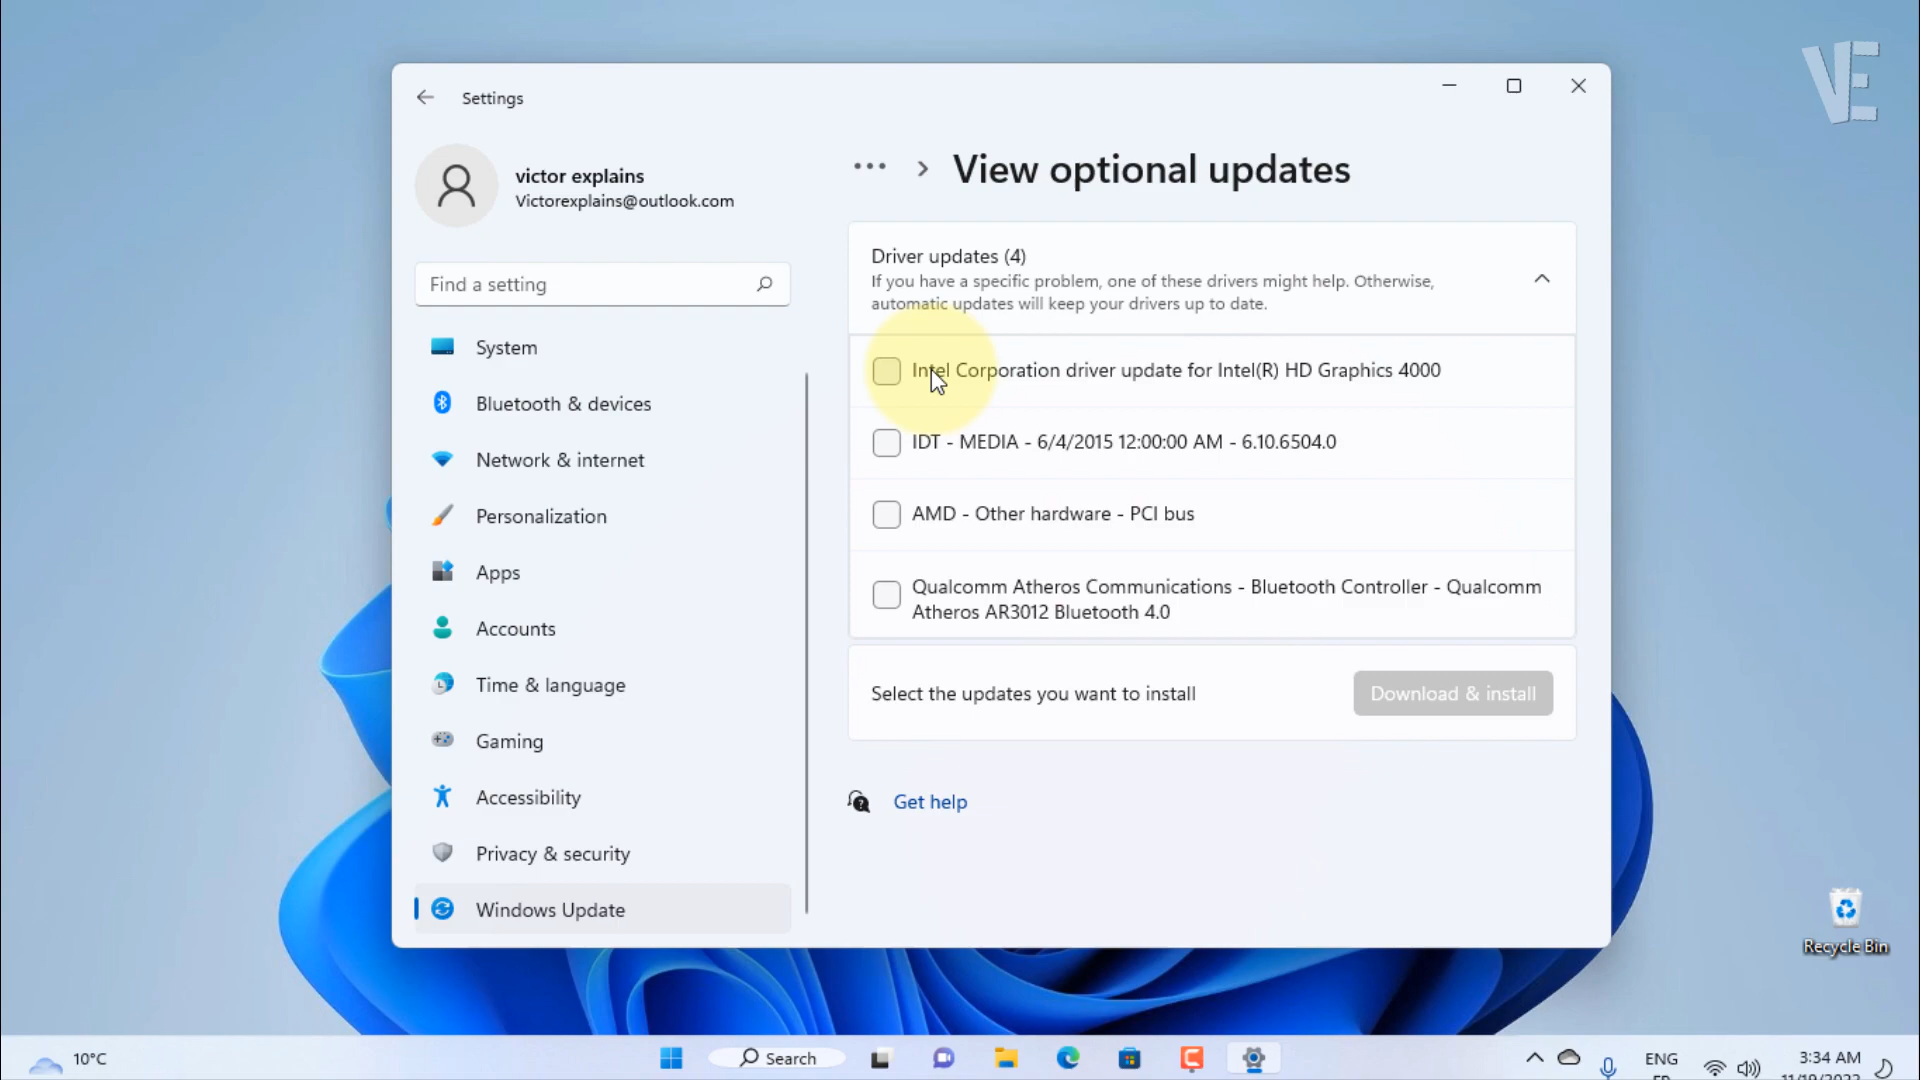 VE
Settings
victor explains
Victorexplains@outlook.com
Find a setting
System
Bluetooth & devices
Network & internet
Personalization
Apps
Accounts
Time & language
Gaming
Accessibility
Privacy & security
Windows Update
View optional updates
Driver updates (4)
If you have a specific problem, one of these drivers might help. Otherwise,
automatic updates will keep your drivers up to date.
Intel Corporation driver update for Intel(R) HD Graphics 4000
IDT - MEDIA - 6/4/2015 12:00:00 AM - 6.10.6504.0
AMD - Other hardware - PCI bus
Qualcomm Atheros Communications - Bluetooth Controller - Qualcomm
Atheros AR3012 Bluetooth 4.0
Select the updates you want to install
Download & install
Get help
Recycle Bin
10°C
Search
ENG
3:34 AM